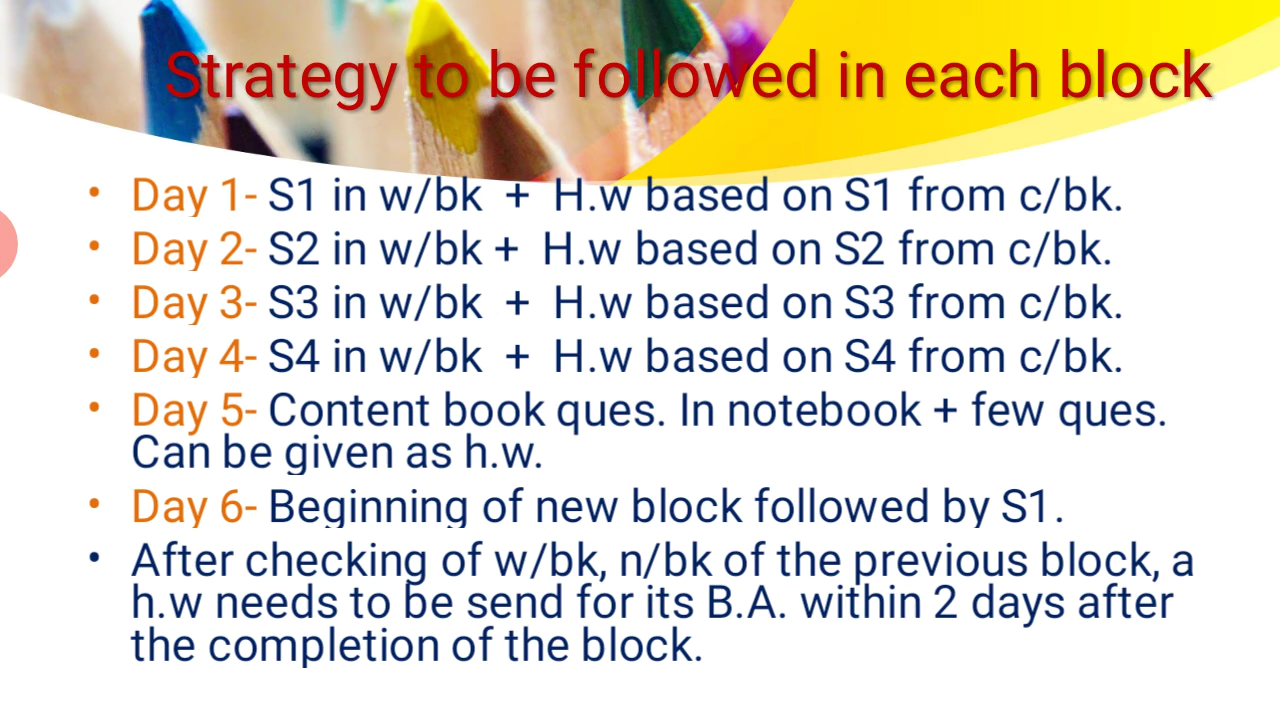 Strategy to be followed in each block
• Day 1- S1 in w/bk + H.w based on S1 from c/bk.
• Day 2- S2 in w/bk + H.w based on S2 from c/bk.
• Day 3- S3 in w/bk + H.w based on S3 from c/bk.
• Day 4- S4 in w/bk + H.w based on S4 from c/bk.
• Day 5- Content book ques. In notebook + few ques.
Can be given as h.w.
• Day 6- Beginning of new block followed by S1.
• After checking of w/bk, n/bk of the previous block, a
h.w needs to be send for its B.A. within 2 days after
the completion of the block.